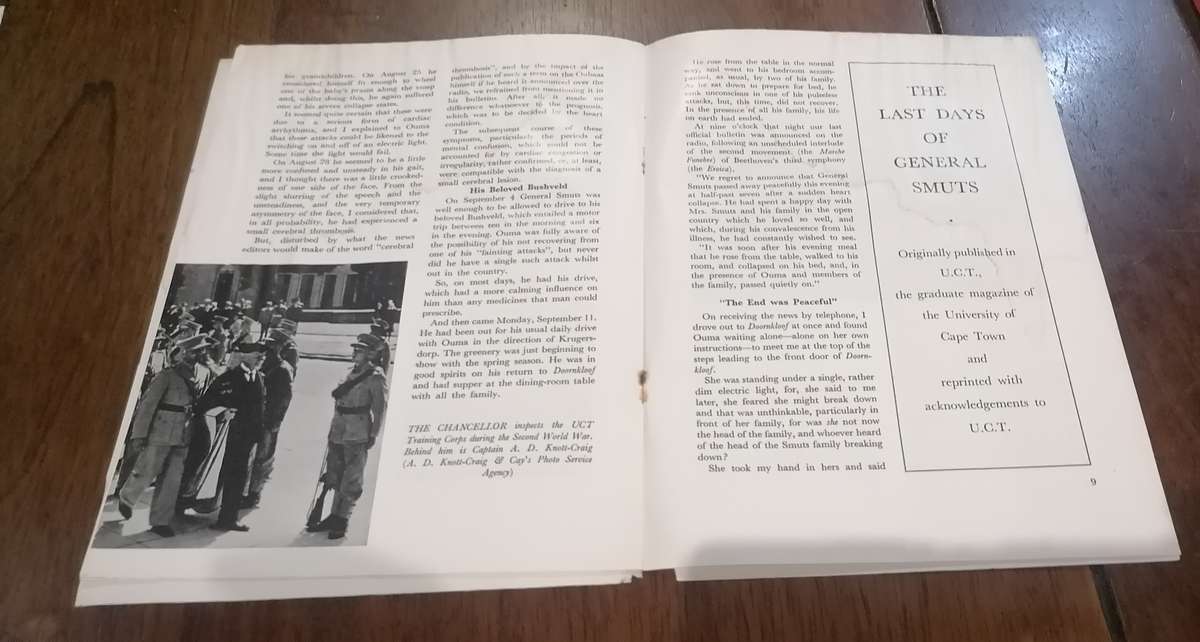 his grandchildren. On August 25 he
considered himself fit enough to wheel
one of the baby's prams along the stoep
and, whilst doing this, he again suffered
one of his severe collapse states.
It seemed quite certain that these were
due to a serious form of cardiac
arrhythmia, and I explained to Ouma
that these attacks could be likened to the
switching on and off of an electric light.
Some time the light would fail.
On August 28 he seemed to be a little
more confused and unsteady in his gait,
and I thought there was a little crooked-
ness of one side of the face. From the
slight slurring of the speech and the
unsteadiness, and the very temporary
asymmetry of the face, I considered that,
in all probability, he had experienced a
small cerebral thrombosis.
But, disturbed by what the news
editors would make of the word "cerebral
thrombosis", and by the impact of the
publication of such a term on the Oubaas
himself if he heard it announced over the
radio, we refrained from mentioning it in
his bulletins. After all, it made no
difference whatsoever to the prognosis,
which was to be decided by the heart
condition.
The subsequent course of these
symptoms, particularly the periods of
mental confusion, which could not be
accounted for by cardiac congestion or
irregularity, rather confirmed, or, at least,
were compatible with the diagnosis of a
small cerebral lesion.
His Beloved Bushveld
On September 4 General Smuts was
well enough to be allowed to drive to his
beloved Bushveld, which entailed a motor
trip between ten in the morning and six
in the evening. Ouma was fully aware of
the possibility of his not recovering from
one of his "fainting attacks", but never
did he have a single such attack whilst
out in the country.
So, on most days, he had his drive,
which had a more calming influence on
him than any medicines that man could
prescribe.
And then came Monday, September 11.
He had been out for his usual daily drive
with Ouma in the direction of Krugers-
dorp. The greenery was just beginning to
show with the spring season. He was in
good spirits on his return to Doornkloof
and had supper at the dining-room table
with all the family.
THE CHANCELLOR inspects the UCT
Training Corps during the Second World War.
Behind him is Captain A. D. Knott-Craig
(A. D. Knott-Craig & Cay's Photo Service
Agency)
He rose from the table in the normal
way, and went to his bedroom accom-
panied, as usual, by two of his family.
As he sat down to prepare for bed, he
sank unconscious in one of his pulseless
attacks, but, this time, did not recover.
In the presence of all his family, his life
on earth had ended.
At nine o'clock that night our last
official bulletin was announced on the
radio, following an unscheduled interlude
of the second movement (the Marche
Funebre) of Beethoven's third symphony
(the Eroica).
"We regret to announce that General
Smuts passed away peacefully this evening
at half-past seven after a sudden heart
collapse. He had spent a happy day with
Mrs. Smuts and his family in the open
country which he loved so well, and
which, during his convalescence from his
illness, he had constantly wished to see.
"It was soon after his evening meal
that he rose from the table, walked to his
room, and collapsed on his bed, and, in
the presence of Ouma and members of
the family, passed quietly on."
"The End was Peaceful"
On receiving the news by telephone, I
drove out to Doornkloof at once and found
Ouma waiting alone—alone on her own
instructions—to meet me at the top of the
steps leading to the front door of Doorn-
kloof.
She was standing under a single, rather
dim electric light, for, she said to me
later, she feared she might break down
and that was unthinkable, particularly in
front of her family, for was she not now
the head of the family, and whoever heard
of the head of the Smuts family breaking
down?
She took my hand in hers and said
THE
LAST DAYS
OF
GENERAL
SMUTS
Originally published in
U.C.T.,
the graduate magazine of
the University of
Cape Town
and
reprinted with
acknowledgements to
U.C.T.
9